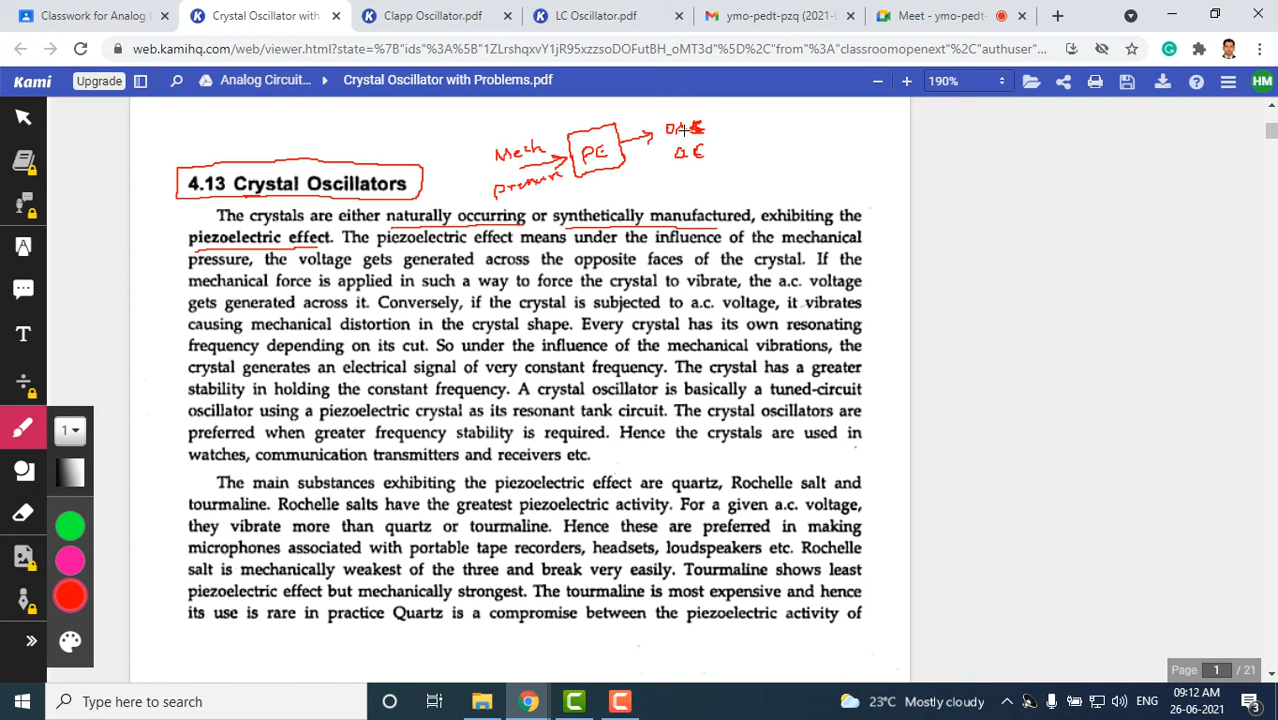 Classwork for Analog
Crystal Oscillator with
Clapp Oscillator.pdf
LC Oscillator.pdf
ymo-pedt-pzq (2021-
Meet - ymo-pedt-
web.kamihq.com/web/viewer.html?state=%7B"ids"%3A%5B"1ZLrshqxvY1jR95xzzsoDOFutBH_oMT3d"%5D%2C"from"%3A"classroomopennext"%2C"authuser"...
Kami Upgrade Analog Circuit... Crystal Oscillator with Problems.pdf 190% HM
Mech
pressure
PE
4.13 Crystal Oscillators
The crystals are either naturally occurring or synthetically manufactured, exhibiting the
piezoelectric effect. The piezoelectric effect means under the influence of the mechanical
pressure, the voltage gets generated across the opposite faces of the crystal. If the
mechanical force is applied in such a way to force the crystal to vibrate, the a.c. voltage
gets generated across it. Conversely, if the crystal is subjected to a.c. voltage, it vibrates
causing mechanical distortion in the crystal shape. Every crystal has its own resonating
frequency depending on its cut. So under the influence of the mechanical vibrations, the
crystal generates an electrical signal of very constant frequency. The crystal has a greater
stability in holding the constant frequency. A crystal oscillator is basically a tuned-circuit
oscillator using a piezoelectric crystal as its resonant tank circuit. The crystal oscillators are
preferred when greater frequency stability is required. Hence the crystals are used in
watches, communication transmitters and receivers etc.
The main substances exhibiting the piezoelectric effect are quartz, Rochelle salt and
tourmaline. Rochelle salts have the greatest piezoelectric activity. For a given a.c. voltage,
they vibrate more than quartz or tourmaline. Hence these are preferred in making
microphones associated with portable tape recorders, headsets, loudspeakers etc. Rochelle
salt is mechanically weakest of the three and break very easily. Tourmaline shows least
piezoelectric effect but mechanically strongest. The tourmaline is most expensive and hence
its use is rare in practice Quartz is a compromise between the piezoelectric activity of
1
Page 1 / 21
Type here to search
23°C Mostly cloudy
ENG
09:12 AM
26-06-2021
3